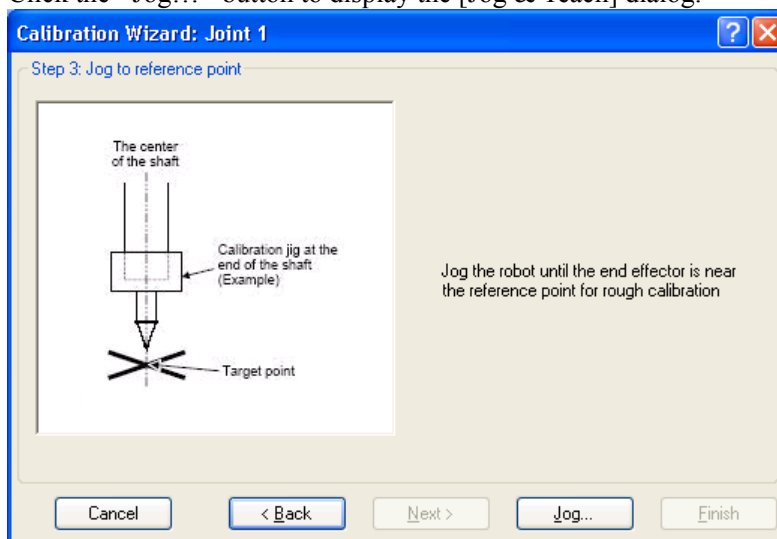 Click the "Jog…" button to display the [Jog & Teach] dialog.
Calibration Wizard: Joint 1
Step 3: Jog to reference point
The center
of the shaft
Calibration jig at the
end of the shaft
(Example)
Target point
Jog the robot until the end effector is near
the reference point for rough calibration
Cancel
< Back
Next >
Jog...
Finish